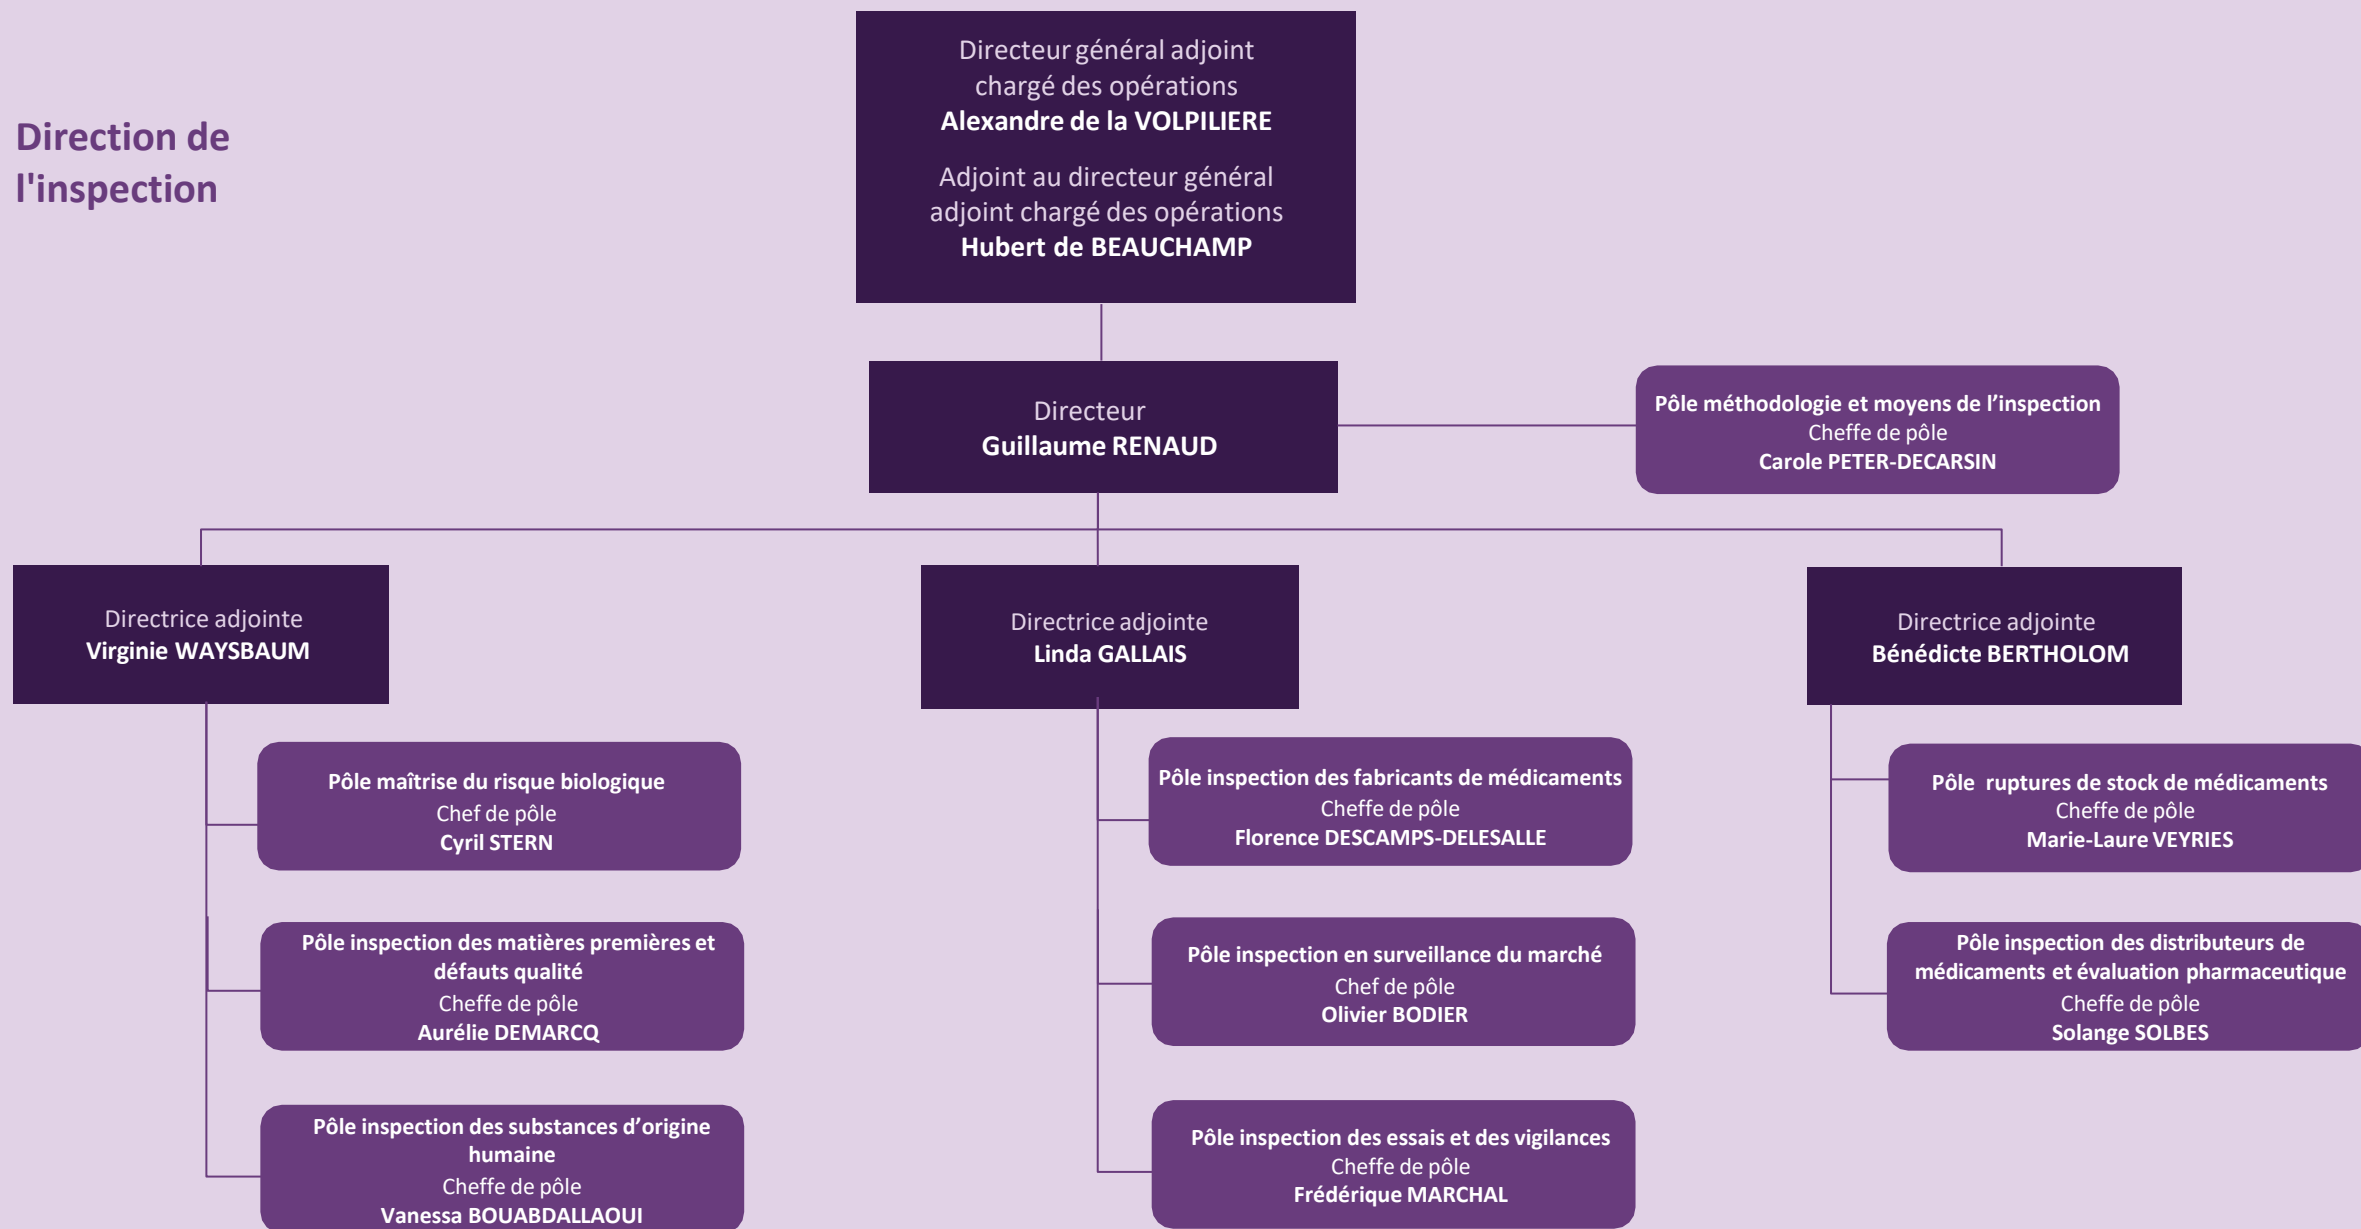 Direction de
l'inspection
Directeur général adjoint
chargé des opérations
Alexandre de la VOLPILIERE
Adjoint au directeur général
adjoint chargé des opérations
Hubert de BEAUCHAMP
Directeur
Guillaume RENAUD
Pôle méthodologie et moyens de l’inspection
Cheffe de pôle
Carole PETER-DECARSIN
Directrice adjointe
Virginie WAYSBAUM
Pôle maîtrise du risque biologique
Chef de pôle
Cyril STERN
Pôle inspection des matières premières et
défauts qualité
Cheffe de pôle
Aurélie DEMARCQ
Pôle inspection des substances d’origine
humaine
Cheffe de pôle
Vanessa BOUABDALLAOUI
Directrice adjointe
Linda GALLAIS
Pôle inspection des fabricants de médicaments
Cheffe de pôle
Florence DESCAMPS-DELESALLE
Pôle inspection en surveillance du marché
Chef de pôle
Olivier BODIER
Pôle inspection des essais et des vigilances
Cheffe de pôle
Frédérique MARCHAL
Directrice adjointe
Bénédicte BERTHOLOM
Pôle ruptures de stock de médicaments
Cheffe de pôle
Marie-Laure VEYRIES
Pôle inspection des distributeurs de
médicaments et évaluation pharmaceutique
Cheffe de pôle
Solange SOLBES